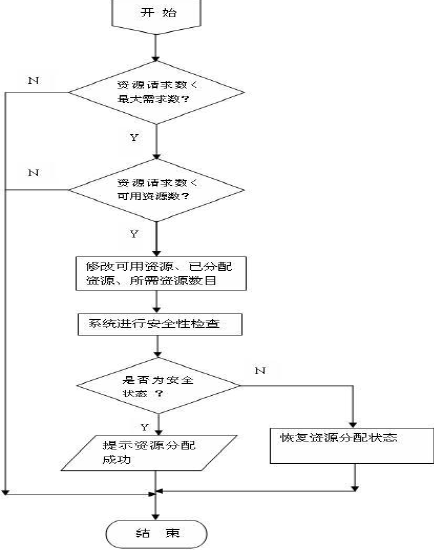 开 始
资源请求数<
最大需求数?
N
Y
资源请求数<
可用资源数?
N
Y
修改可用资源、已分配
资源、所需资源数目
系统进行安全性检查
是否为安全
状态 ?
N
Y
提示资源分配
成功
恢复资源分配状态
结 束